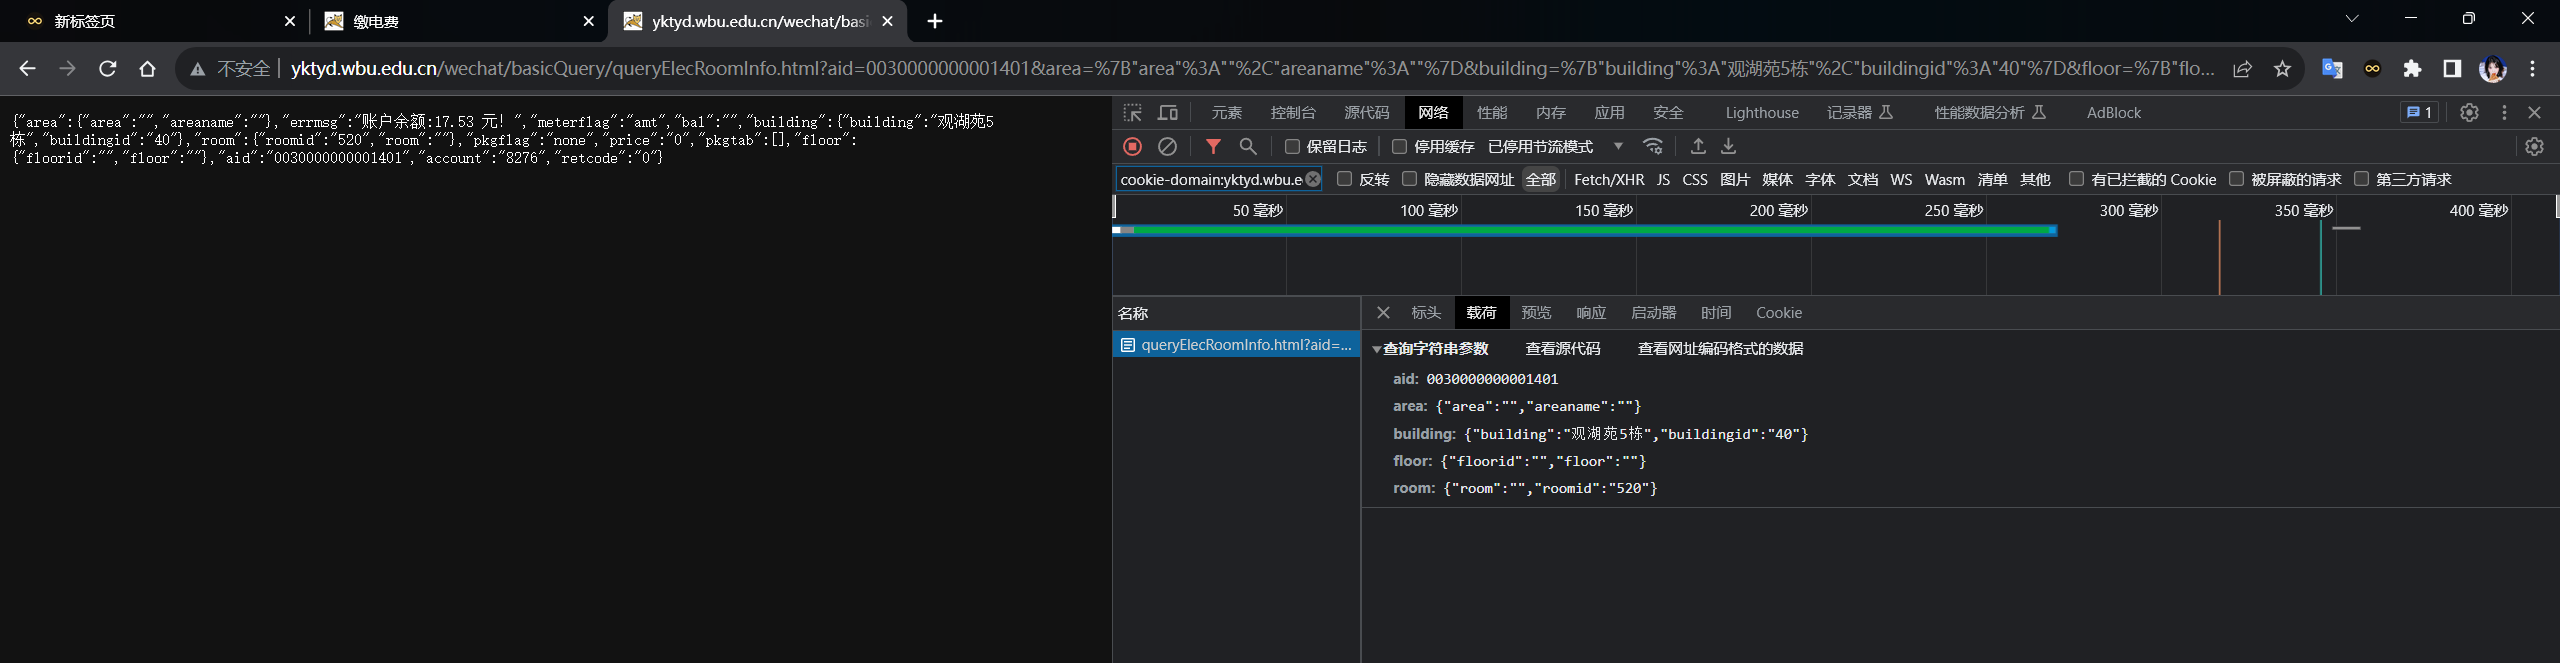 新标签页
缴电费
yktyd.wbu.edu.cn/wechat/basi
不安全 yktyd.wbu.edu.cn/wechat/basicQuery/queryElecRoomInfo.html?aid=0030000000001401&area=%7B"area"%3A""%2C"areaname"%3A""%7D&building=%7B"building"%3A"观湖苑5栋"%2C"buildingid"%3A"40"%7D&floor=%7B"flo...
{"area":{"area":"","areaname":""},"errmsg":"账户余额:17.53 元! ","meterflag":"amt","bal":"","building":{"building":"观湖苑5
栋","buildingid":"40"},"room":{"roomid":"520","room":""},"pkgflag":"none","price":"0","pkgtab":[],"floor":
{"floorid":"","floor":""},"aid":"0030000000001401","account":"8276","retcode":"0"}
元素 控制台 源代码 网络 性能 内存 应用 安全 Lighthouse 记录器 性能数据分析 AdBlock 1
保留日志 停用缓存 已停用节流模式
cookie-domain:yktyd.wbu.e 反转 隐藏数据网址 全部 Fetch/XHR JS CSS 图片 媒体 字体 文档 WS Wasm 清单 其他 有已拦截的 Cookie 被屏蔽的请求 第三方请求
50 毫秒 100 毫秒 150 毫秒 200 毫秒 250 毫秒 300 毫秒 350 毫秒 400 毫秒
名称
queryElecRoomInfo.html?aid=...
标头 载荷 预览 响应 启动器 时间 Cookie
查询字符串参数 查看源代码 查看网址编码格式的数据
aid: 0030000000001401
area: {"area":"","areaname":""}
building: {"building":"观湖苑5栋","buildingid":"40"}
floor: {"floorid":"","floor":""}
room: {"room":"","roomid":"520"}